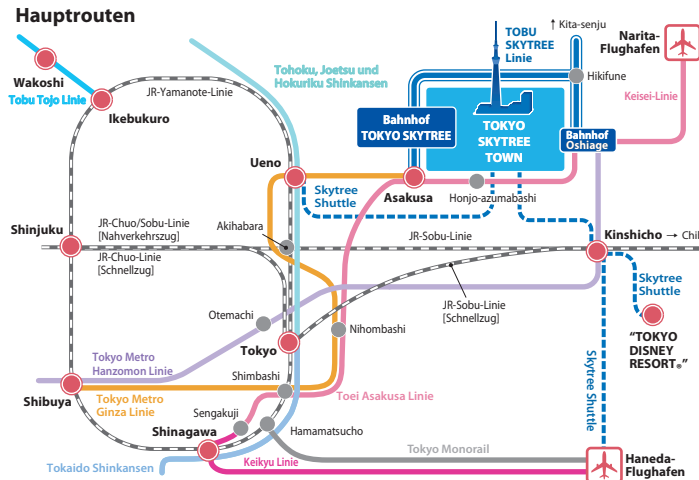 Hauptrouten
↑ Kita-senju
TOBU
SKYTREE
Linie
Narita-
Flughafen
Wakoshi
Tobu Tojo Linie
Ikebukuro
JR-Yamanote-Linie
Tohoku, Joetsu und
Hokuriku Shinkansen
Hikifune
Keisei-Linie
Bahnhof
TOKYO SKYTREE
TOKYO
SKYTREE
TOWN
Bahnhof
Oshiage
Ueno
Skytree
Shuttle
Asakusa
Honjo-azumabashi
Shinjuku
JR-Chuo/Sobu-Linie
[Nahverkehrszug]
JR-Chuo-Linie
[Schnellzug]
Akihabara
JR-Sobu-Linie
Kinshicho → Chi
Skytree
Shuttle
JR-Sobu-Linie
[Schnellzug]
Otemachi
Nihombashi
Tokyo
"TOKYO
DISNEY
RESORT®"
Tokyo Metro
Hanzomon Linie
Shimbashi
Skytree Shuttle
Shibuya
Tokyo Metro
Ginza Linie
Toei Asakusa Linie
Sengakuji
Shinagawa
Hamamatsucho
Tokyo Monorail
Tokaido Shinkansen
Keikyu Linie
Haneda-
Flughafen